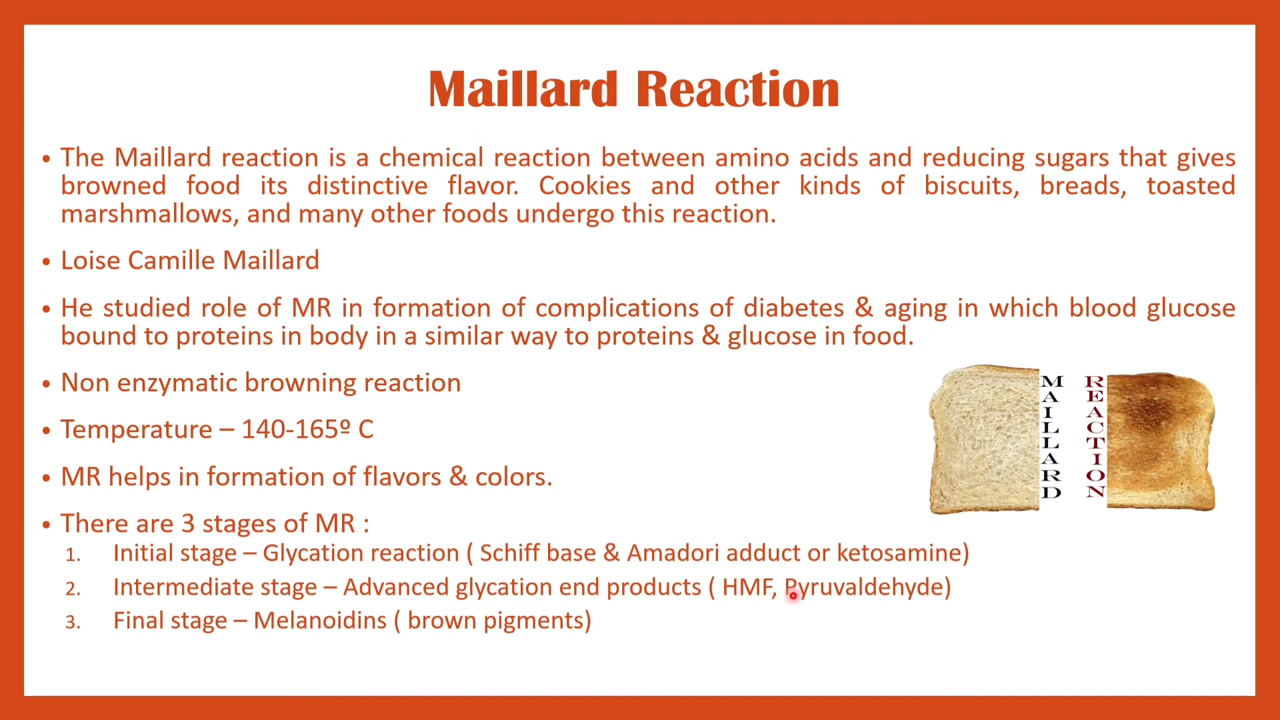 Maillard Reaction
• The Maillard reaction is a chemical reaction between amino acids and reducing sugars that gives
browned food its distinctive flavor. Cookies and other kinds of biscuits, breads, toasted
marshmallows, and many other foods undergo this reaction.
• Loise Camille Maillard
• He studied role of MR in formation of complications of diabetes & aging in which blood glucose
bound to proteins in body in a similar way to proteins & glucose in food.
• Non enzymatic browning reaction
• Temperature – 140-165º C
• MR helps in formation of flavors & colors.
• There are 3 stages of MR :
1. Initial stage – Glycation reaction ( Schiff base & Amadori adduct or ketosamine)
2. Intermediate stage – Advanced glycation end products ( HMF, Pyruvaldehyde)
3. Final stage – Melanoidins ( brown pigments)
MAILLARD
REACTION